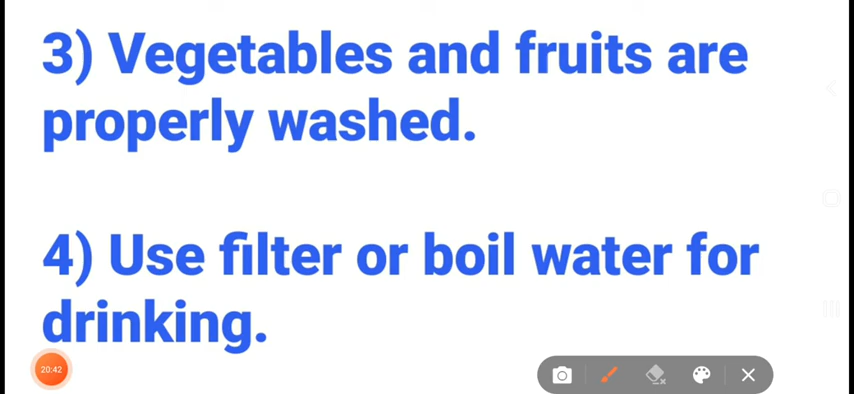 3) Vegetables and fruits are
properly washed.
4) Use filter or boil water for
drinking.
20:42